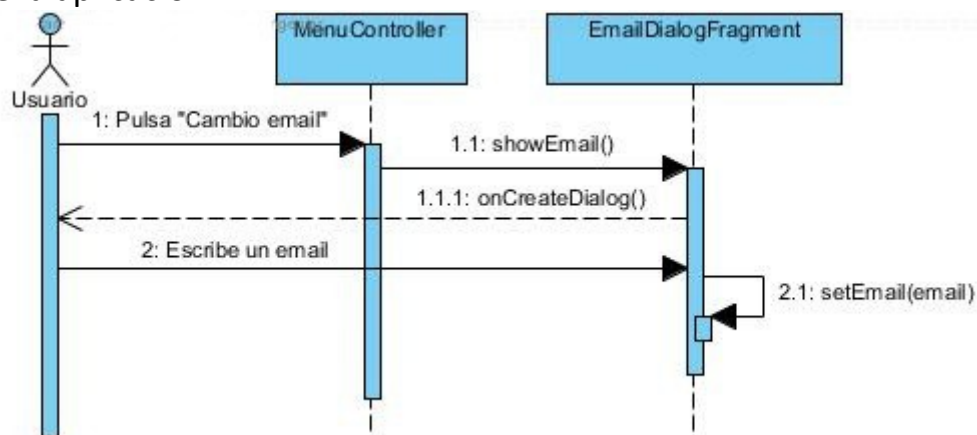 MenuController
EmailDialogFragment
Usuario
1: Pulsa "Cambio email"
1.1: showEmail()
1.1.1: onCreateDialog()
2: Escribe un email
2.1: setEmail(email)